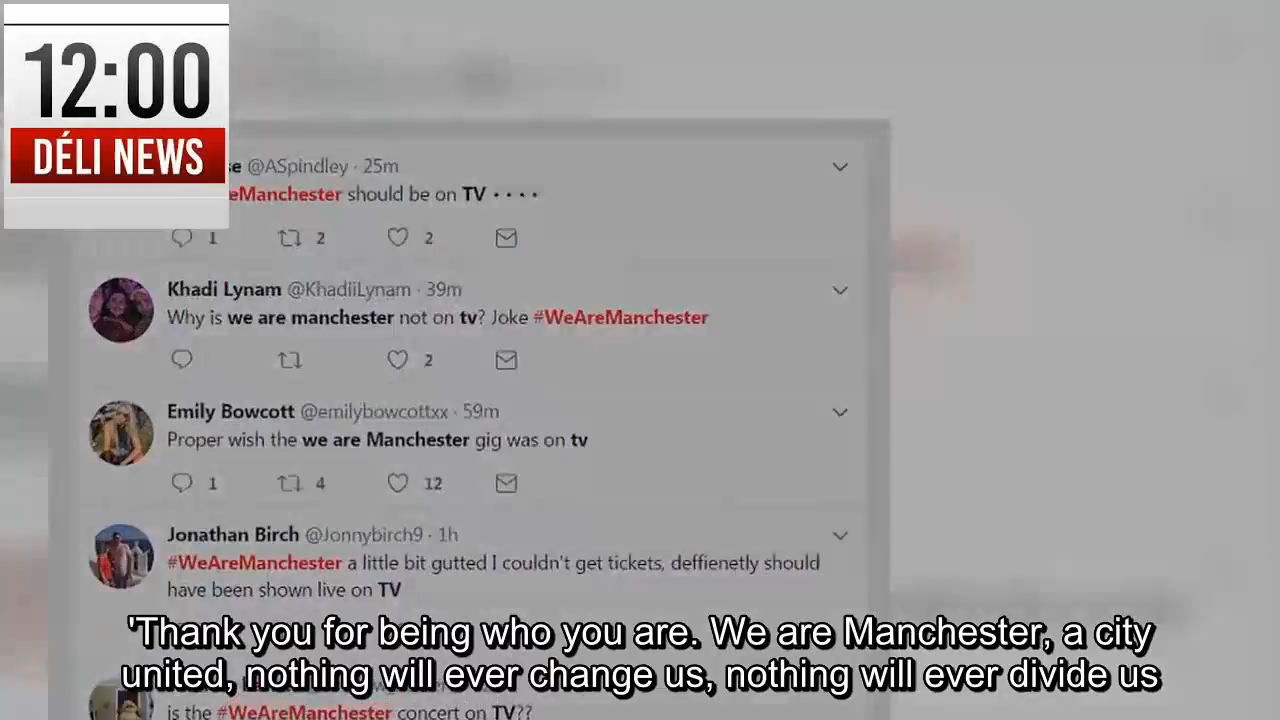 12:00
DÉLI NEWS
se @ASpindley · 25m
eManchester should be on TV · · · ·
1 2 2
Khadi Lynam @KhadiiLynam · 39m
Why is we are manchester not on tv? Joke #WeAreManchester
2
Emily Bowcott @emilybowcottxx · 59m
Proper wish the we are Manchester gig was on tv
1 4 12
Jonathan Birch @Jonnybirch9 · 1h
#WeAreManchester a little bit gutted I couldn't get tickets, deffienetly should
have been shown live on TV
'Thank you for being who you are. We are Manchester, a city
united, nothing will ever change us, nothing will ever divide us
is the #WeAreManchester concert on TV??